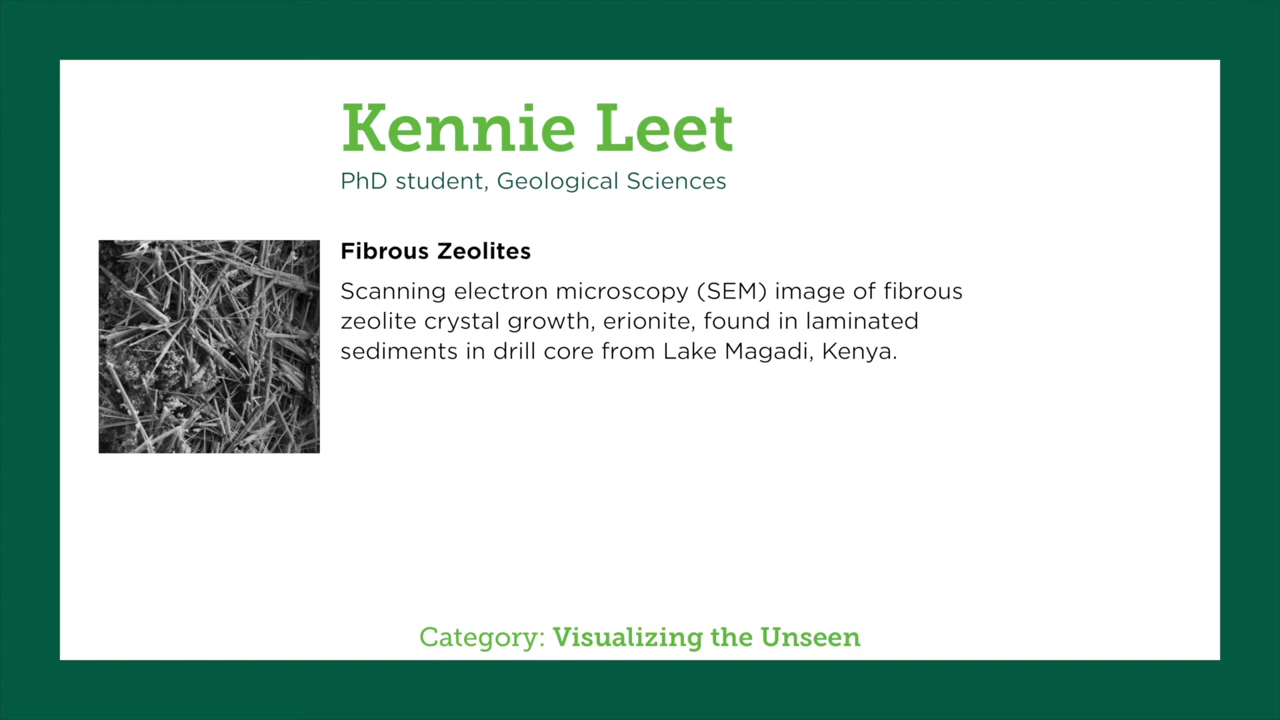 Kennie Leet
PhD student, Geological Sciences
Fibrous Zeolites
Scanning electron microscopy (SEM) image of fibrous
zeolite crystal growth, erionite, found in laminated
sediments in drill core from Lake Magadi, Kenya.
Category: Visualizing the Unseen